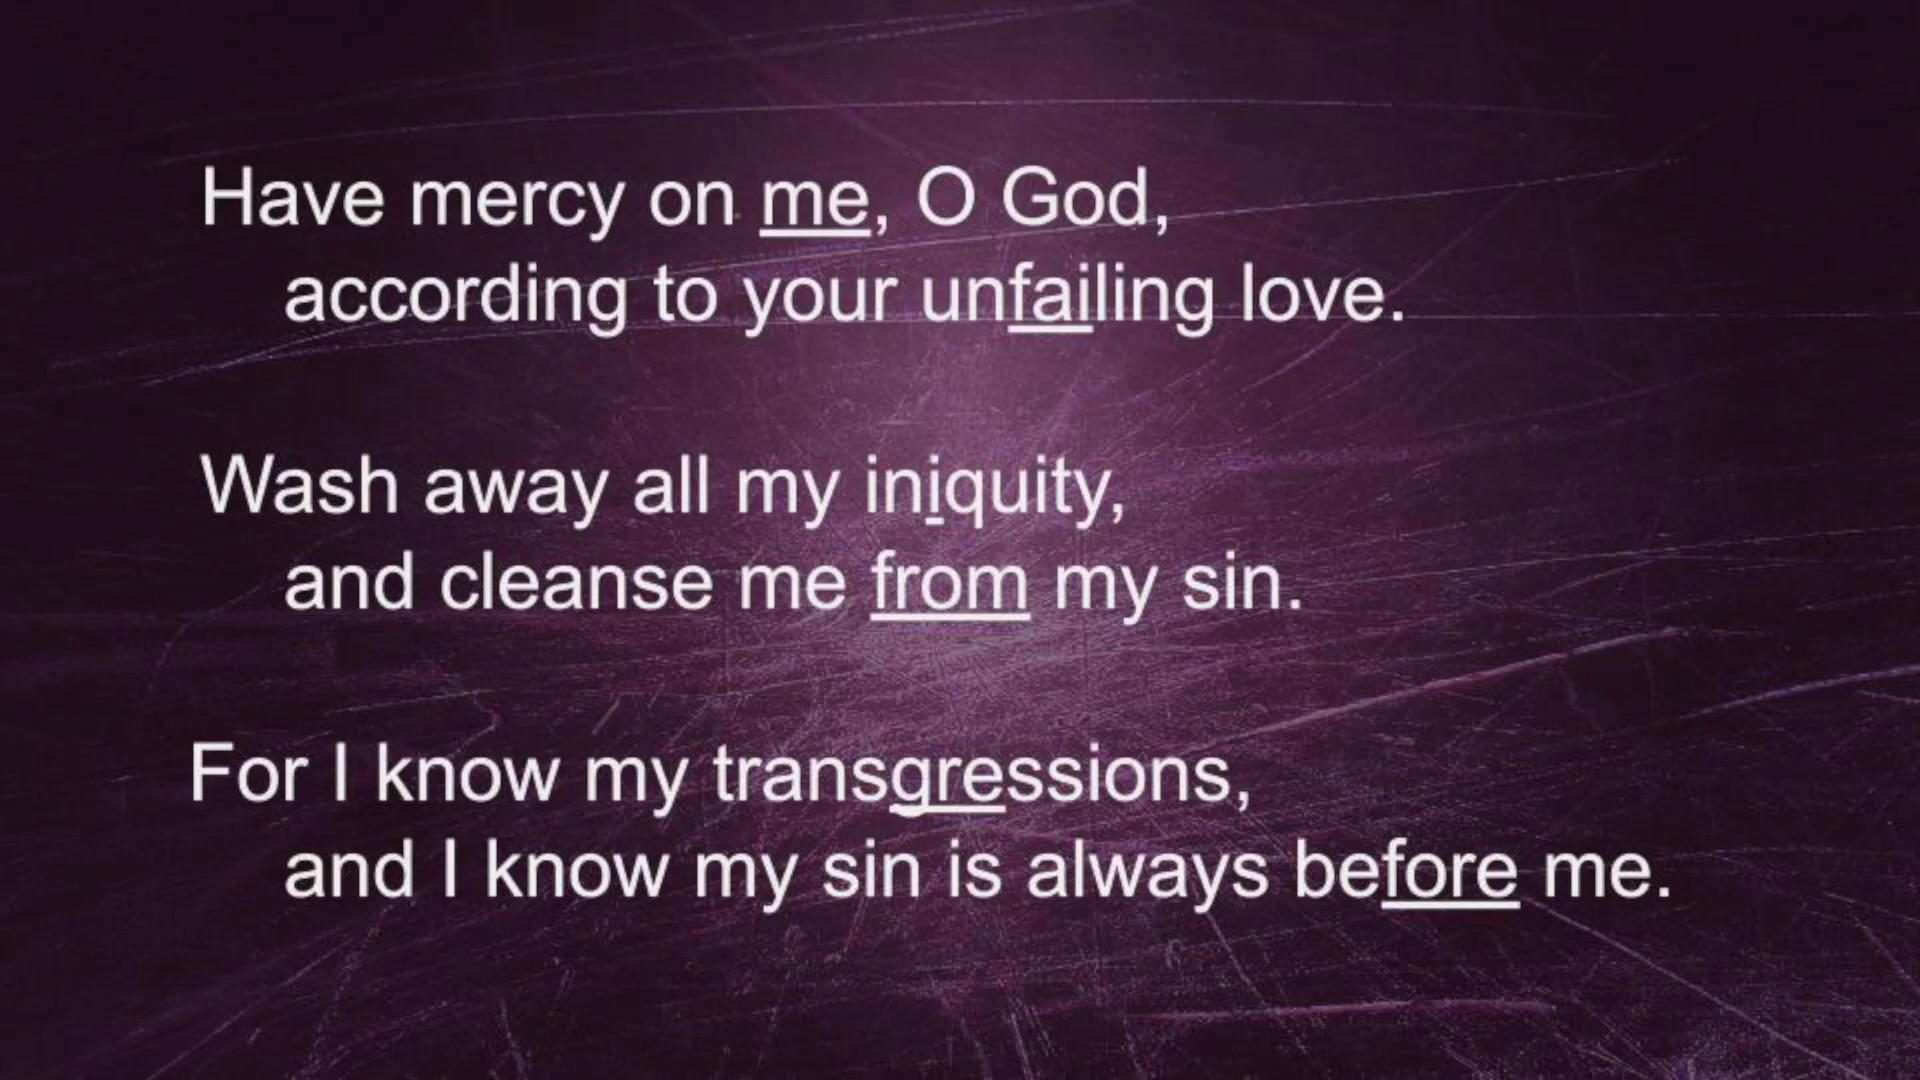 Have mercy on me, O God,
according to your unfailing love.
Wash away all my iniquity,
and cleanse me from my sin.
For I know my transgressions,
and I know my sin is always before me.